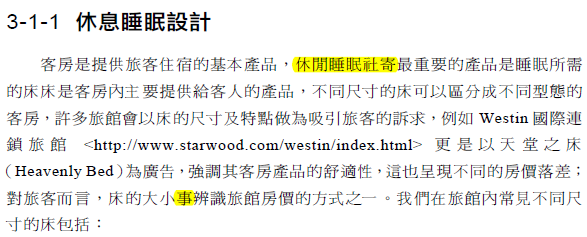 3-1-1 休息睡眠設計
客房是提供旅客住宿的基本產品，休閒睡眠社寄最重要的產品是睡眠所需
的床床是客房內主要提供給客人的產品，不同尺寸的床可以區分成不同型態的
客房，許多旅館會以床的尺寸及特點做為吸引旅客的訴求，例如 Westin 國際連
鎖旅館 <http://www.starwood.com/westin/index.html> 更是以天堂之床
（Heavenly Bed）為廣告，強調其客房產品的舒適性，這也呈現不同的房價落差；
對旅客而言，床的大小事辨識旅館房價的方式之一。我們在旅館內常見不同尺
寸的床包括：